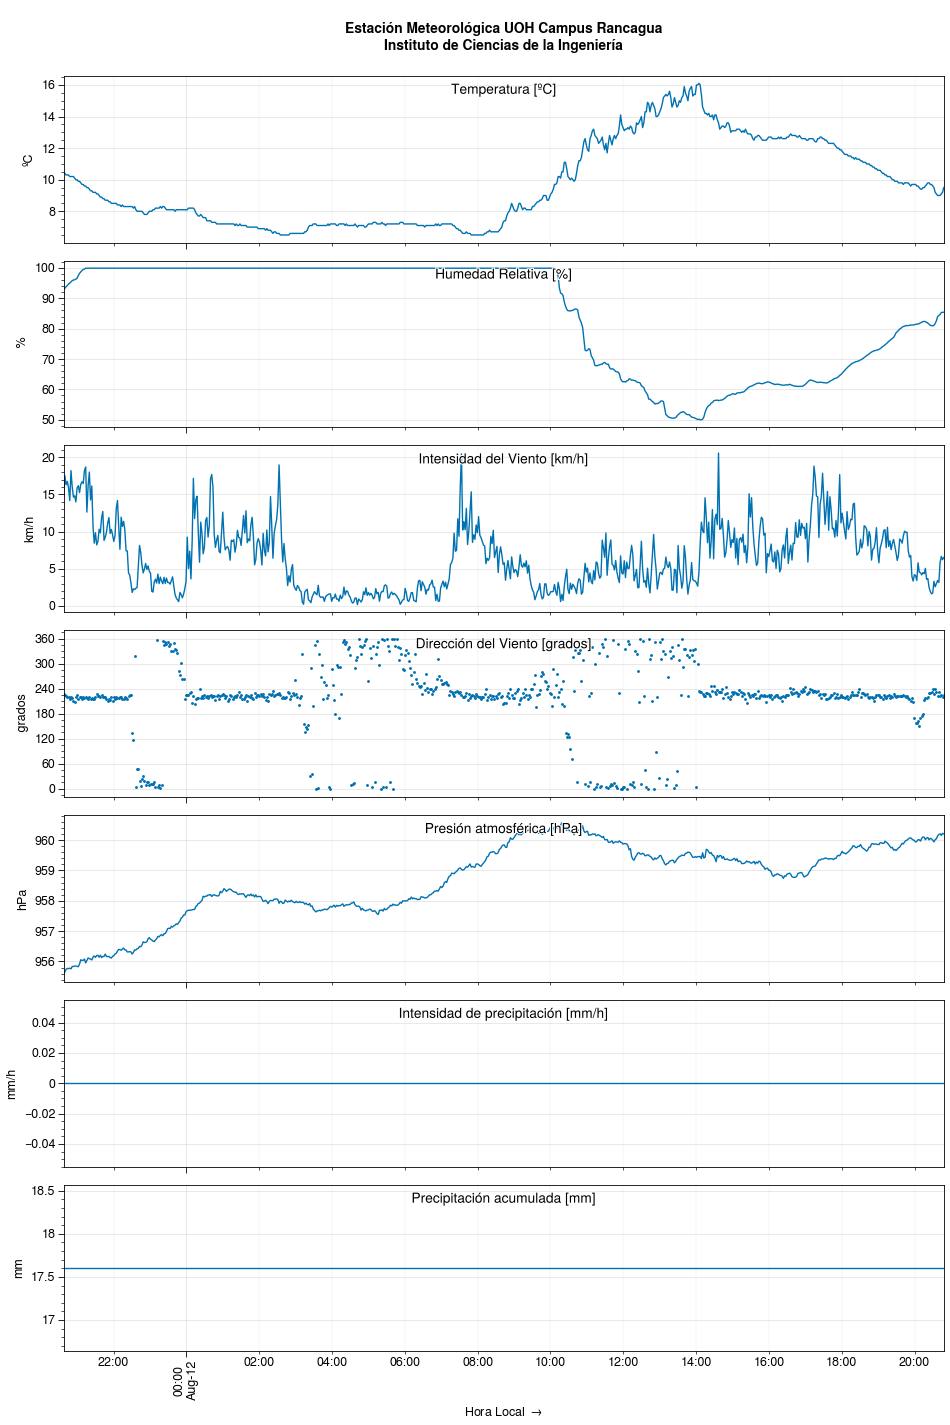 Estación Meteorológica UOH Campus Rancagua
Instituto de Ciencias de la Ingeniería
Temperatura [ºC]
ºC
16
14
12
10
8
Humedad Relativa [%]
%
100
90
80
70
60
50
Intensidad del Viento [km/h]
km/h
20
15
10
5
0
Dirección del Viento [grados]
grados
360
300
240
180
120
60
0
Presión atmosférica [hPa]
hPa
960
959
958
957
956
Intensidad de precipitación [mm/h]
mm/h
0.04
0.02
0
−0.02
−0.04
Precipitación acumulada [mm]
mm
18.5
18
17.5
17
22:00
00:00
Aug-12
02:00
04:00
06:00
08:00
10:00
12:00
14:00
16:00
18:00
20:00
Hora Local →